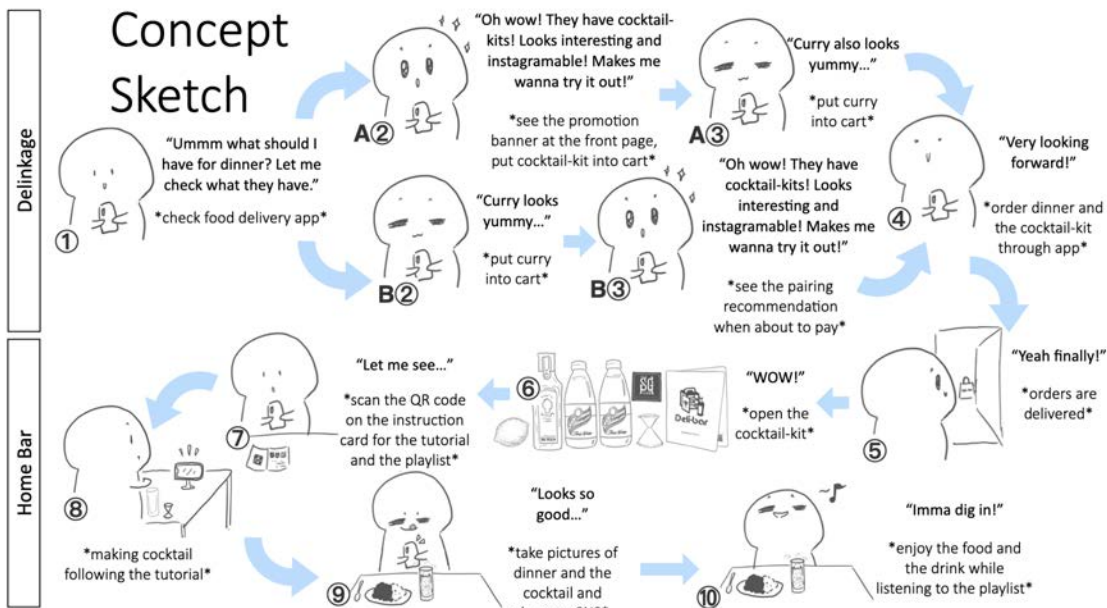 Concept
Sketch
Delinkage
①
"Ummm what should I
have for dinner? Let me
check what they have."
*check food delivery app*
A②
"Oh wow! They have cocktail-
kits! Looks interesting and
instagramable! Makes me
wanna try it out!"
*see the promotion
banner at the front page,
put cocktail-kit into cart*
A③
"Curry also looks
yummy…"
*put curry
into cart*
B②
"Curry looks
yummy…"
*put curry
into cart*
B③
"Oh wow! They have
cocktail-kits! Looks
interesting and
instagramable! Makes me
wanna try it out!"
*see the pairing
recommendation
when about to pay*
④
"Very looking
forward!"
*order dinner and
the cocktail-kit
through app*
Home Bar
⑤
"Yeah finally!"
*orders are
delivered*
⑥
"WOW!"
*open the
cocktail-kit*
Deli-bar
⑦
"Let me see…"
*scan the QR code
on the instruction
card for the tutorial
and the playlist*
⑧
*making cocktail
following the tutorial*
⑨
"Looks so
good…"
*take pictures of
dinner and the
cocktail and
⑩
"Imma dig in!"
*enjoy the food and
the drink while
listening to the playlist*